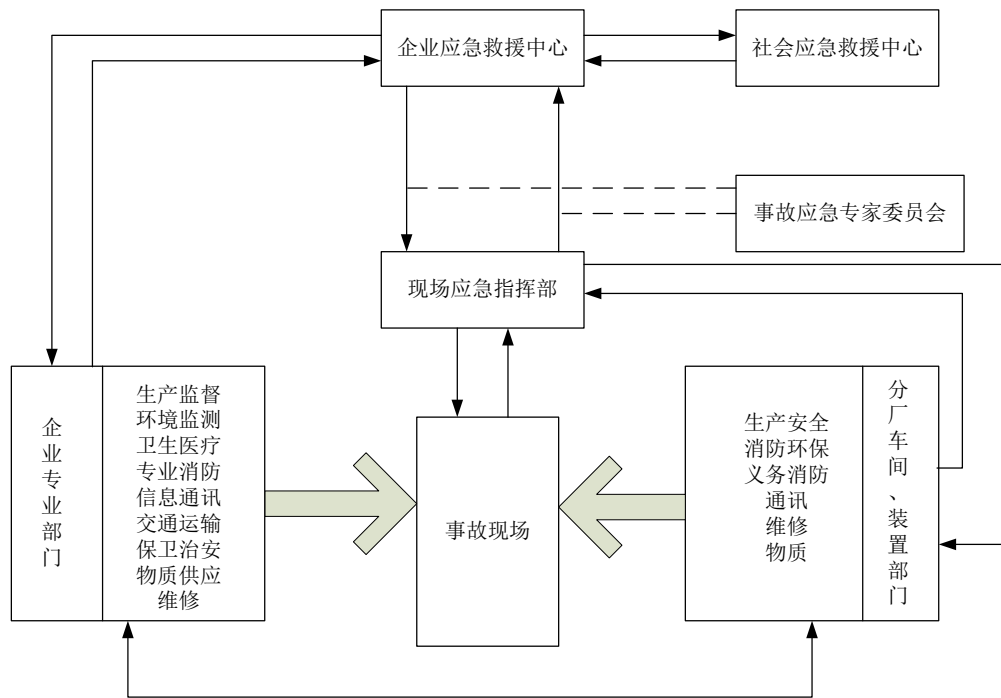 企业应急救援中心
社会应急救援中心
事故应急专家委员会
现场应急指挥部
企业专业部门
生产监督
环境监测
卫生医疗
专业消防
信息通讯
交通运输
保卫治安
物质供应
维修
事故现场
生产安全
消防环保
义务消防
通讯
维修
物质
分厂车间、装置部门